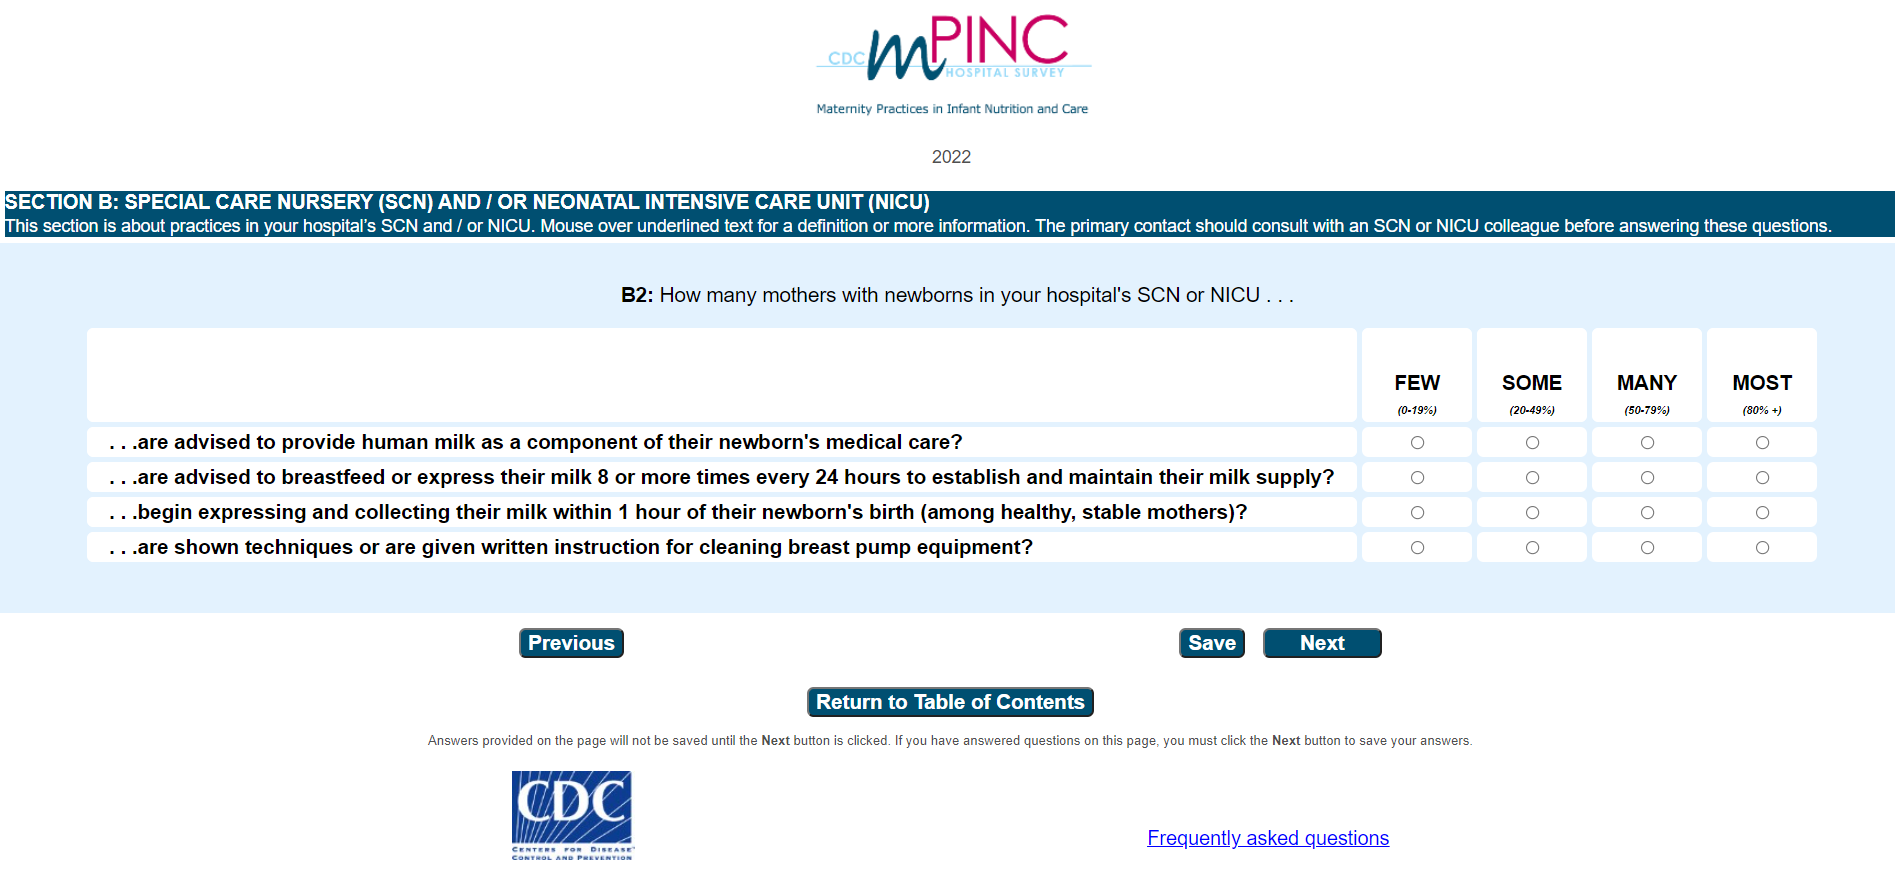 CDC mPINC
HOSPITAL SURVEY
Maternity Practices in Infant Nutrition and Care
2022
SECTION B: SPECIAL CARE NURSERY (SCN) AND / OR NEONATAL INTENSIVE CARE UNIT (NICU)
This section is about practices in your hospital's SCN and / or NICU. Mouse over underlined text for a definition or more information. The primary contact should consult with an SCN or NICU colleague before answering these questions.
B2: How many mothers with newborns in your hospital's SCN or NICU . . .
FEW SOME MANY MOST
(0-19%) (20-49%) (50-79%) (80% +)
. . .are advised to provide human milk as a component of their newborn's medical care?
. . .are advised to breastfeed or express their milk 8 or more times every 24 hours to establish and maintain their milk supply?
. . .begin expressing and collecting their milk within 1 hour of their newborn's birth (among healthy, stable mothers)?
. . .are shown techniques or are given written instruction for cleaning breast pump equipment?
Previous Save Next
Return to Table of Contents
Answers provided on the page will not be saved until the Next button is clicked. If you have answered questions on this page, you must click the Next button to save your answers.
CDC
CENTERS FOR DISEASE
CONTROL AND PREVENTION
Frequently asked questions